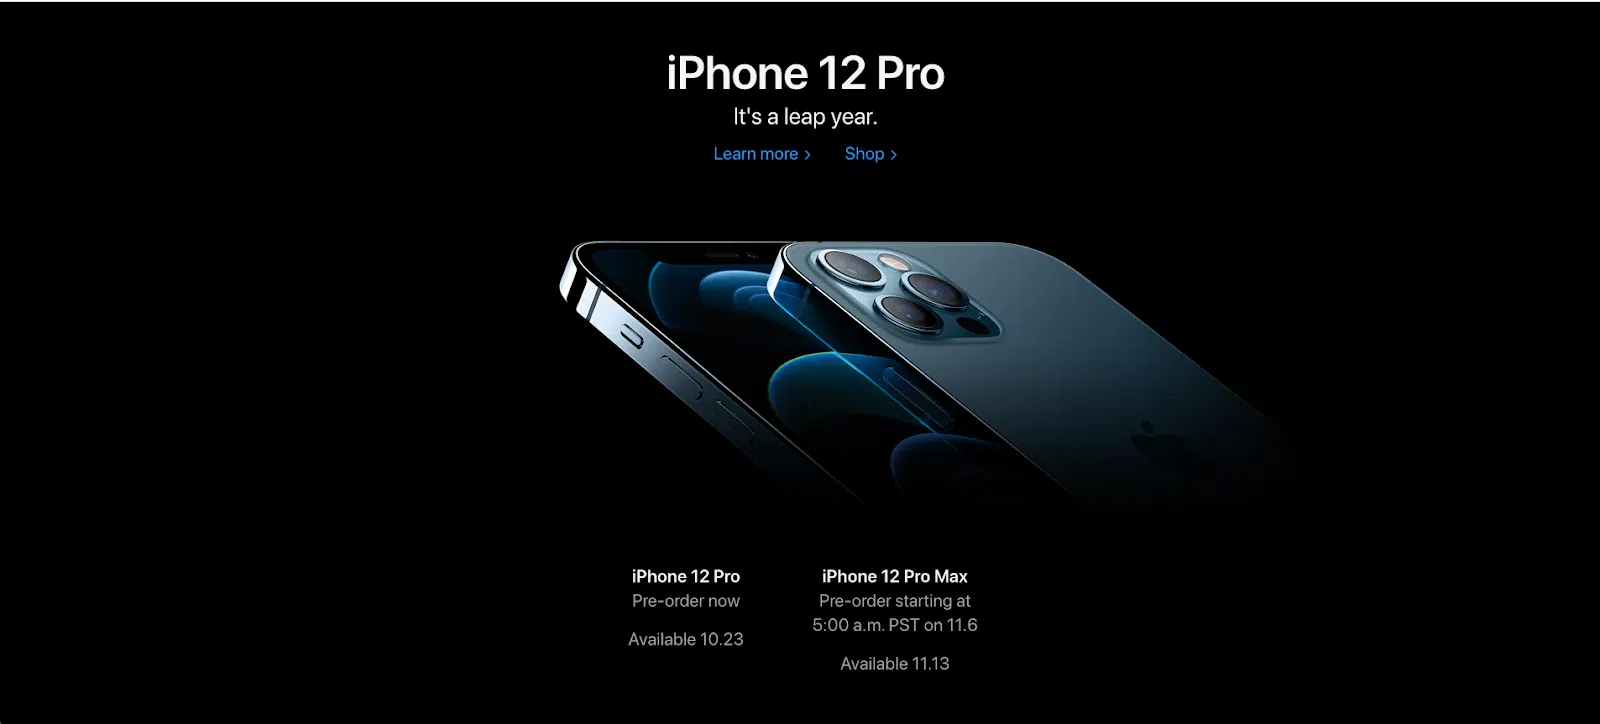 iPhone 12 Pro
It's a leap year.
Learn more > Shop >
iPhone 12 Pro
Pre-order now
Available 10.23
iPhone 12 Pro Max
Pre-order starting at
5:00 a.m. PST on 11.6
Available 11.13